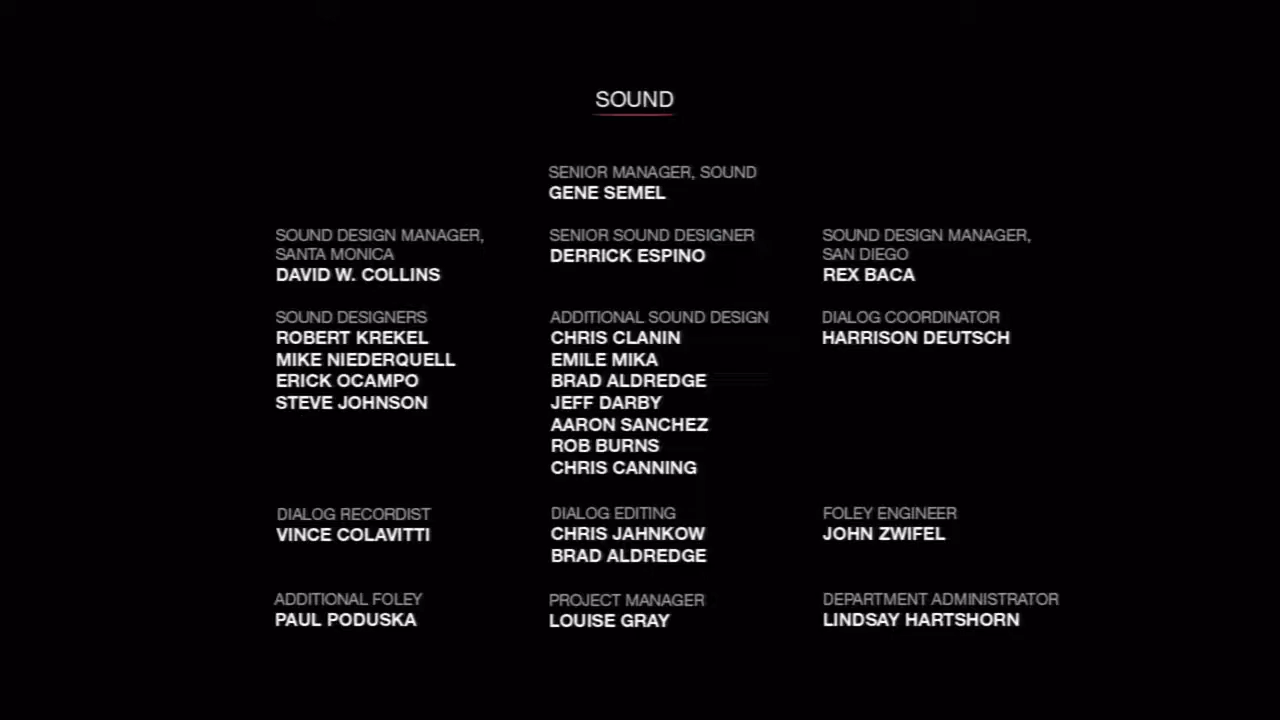 SOUND
SENIOR MANAGER, SOUND
GENE SEMEL
SOUND DESIGN MANAGER,
SANTA MONICA
DAVID W. COLLINS
SENIOR SOUND DESIGNER
DERRICK ESPINO
SOUND DESIGN MANAGER,
SAN DIEGO
REX BACA
SOUND DESIGNERS
ROBERT KREKEL
MIKE NIEDERQUELL
ERICK OCAMPO
STEVE JOHNSON
ADDITIONAL SOUND DESIGN
CHRIS CLANIN
EMILE MIKA
BRAD ALDREDGE
JEFF DARBY
AARON SANCHEZ
ROB BURNS
CHRIS CANNING
DIALOG COORDINATOR
HARRISON DEUTSCH
DIALOG RECORDIST
VINCE COLAVITTI
DIALOG EDITING
CHRIS JAHNKOW
BRAD ALDREDGE
FOLEY ENGINEER
JOHN ZWIFEL
ADDITIONAL FOLEY
PAUL PODUSKA
PROJECT MANAGER
LOUISE GRAY
DEPARTMENT ADMINISTRATOR
LINDSAY HARTSHORN